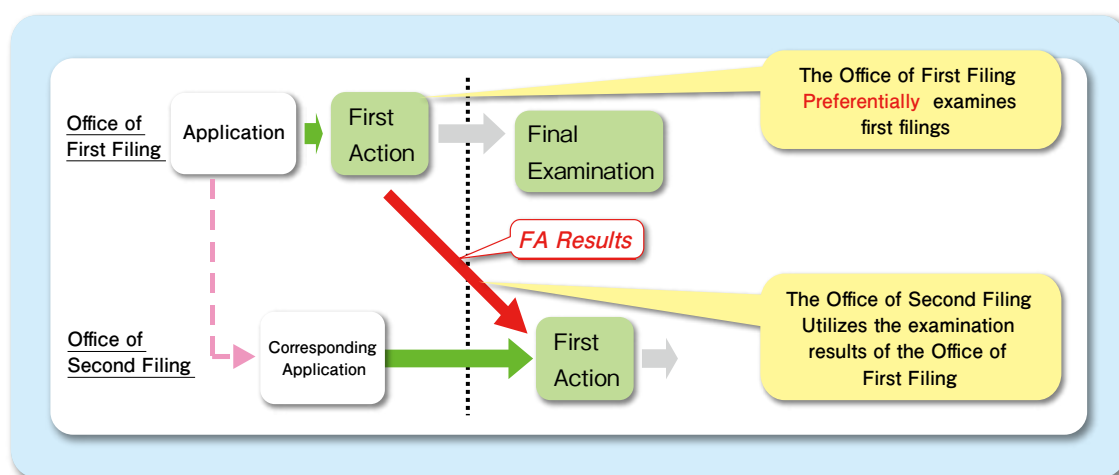 Office of
First Filing
Application
First
Action
Final
Examination
The Office of First Filing
Preferentially examines
first filings
FA Results
Office of
Second Filing
Corresponding
Application
First
Action
The Office of Second Filing
Utilizes the examination
results of the Office of
First Filing